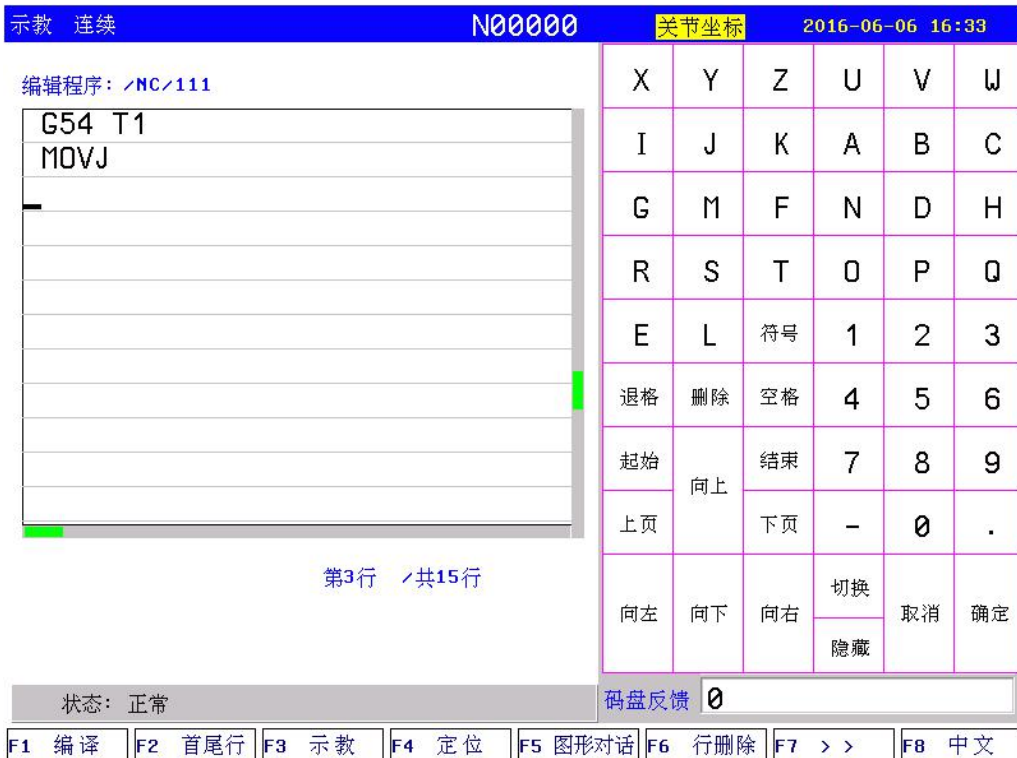 示教 连续 N00000 关节坐标 2016-06-06 16:33
编辑程序: /NC/111
G54 T1
MOVJ
第3行 /共15行
状态: 正常
X Y Z U V W
I J K A B C
G M F N D H
R S T O P Q
E L 符号 1 2 3
退格 删除 空格 4 5 6
起始 向上 结束 7 8 9
上页 下页 - 0 .
向左 向下 向右 切换 取消 确定
隐藏
码盘反馈 0
F1 编译 F2 首尾行 F3 示教 F4 定位 F5 图形对话 F6 行删除 F7 >> F8 中文